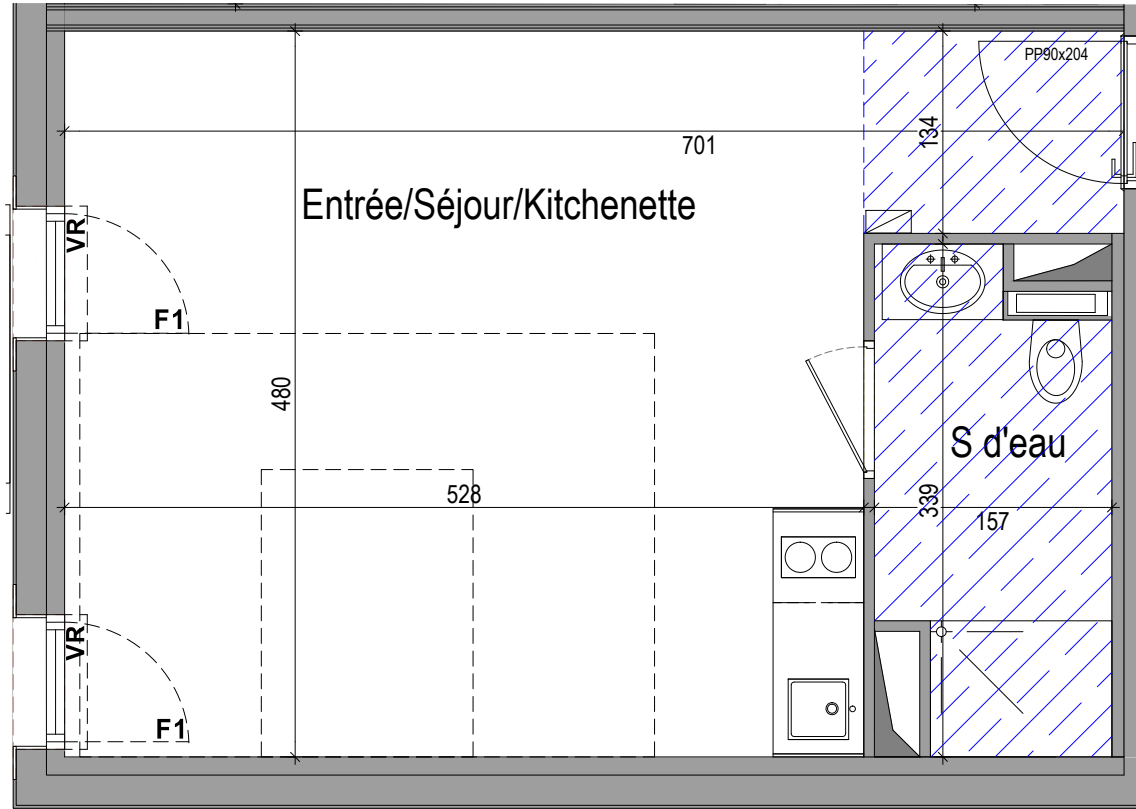 PP90x204
134
701
Entrée/Séjour/Kitchenette
VR
F1
480
S d'eau
528
339
157
VR
F1